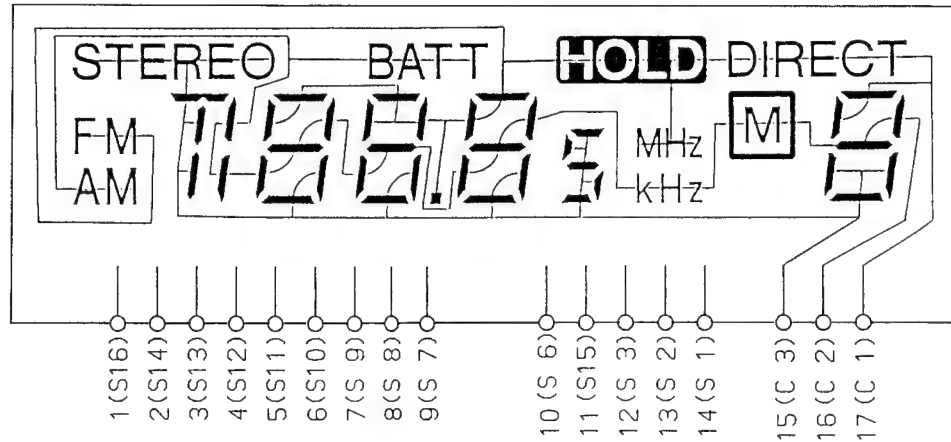 STEREO BATT HOLD DIRECT
FM MHz M
AM kHz
1(S16)
2(S14)
3(S13)
4(S12)
5(S11)
6(S10)
7(S 9)
8(S 8)
9(S 7)
10(S 6)
11(S15)
12(S 3)
13(S 2)
14(S 1)
15(C 3)
16(C 2)
17(C 1)